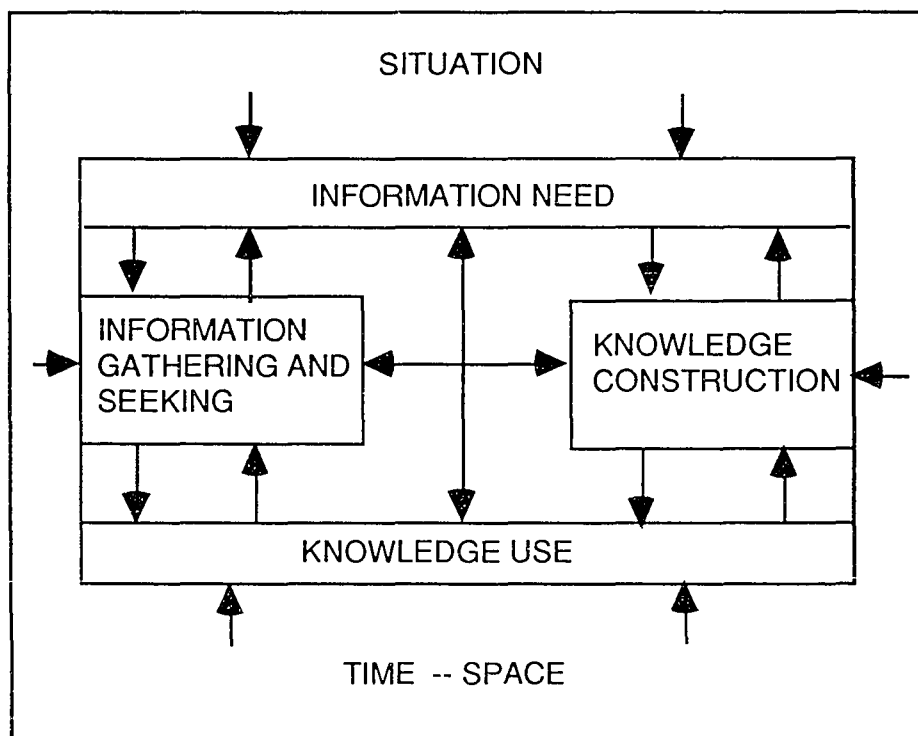 SITUATION
INFORMATION NEED
INFORMATION
GATHERING AND
SEEKING
KNOWLEDGE
CONSTRUCTION
KNOWLEDGE USE
TIME -- SPACE